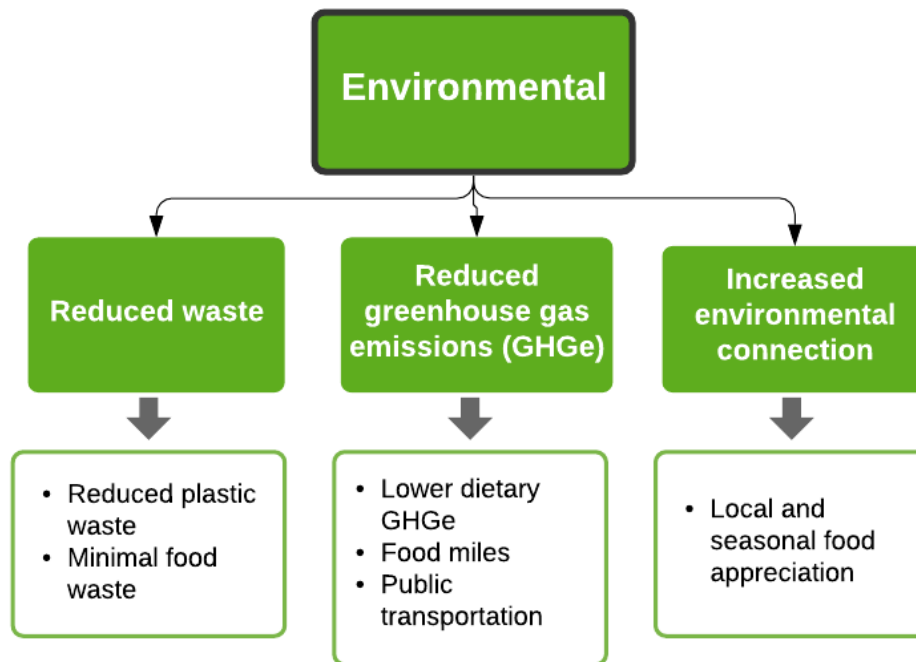 Environmental
Reduced waste
Reduced
greenhouse gas
emissions (GHGe)
Increased
environmental
connection
• Reduced plastic
waste
• Minimal food
waste
• Lower dietary
GHGe
• Food miles
• Public
transportation
• Local and
seasonal food
appreciation